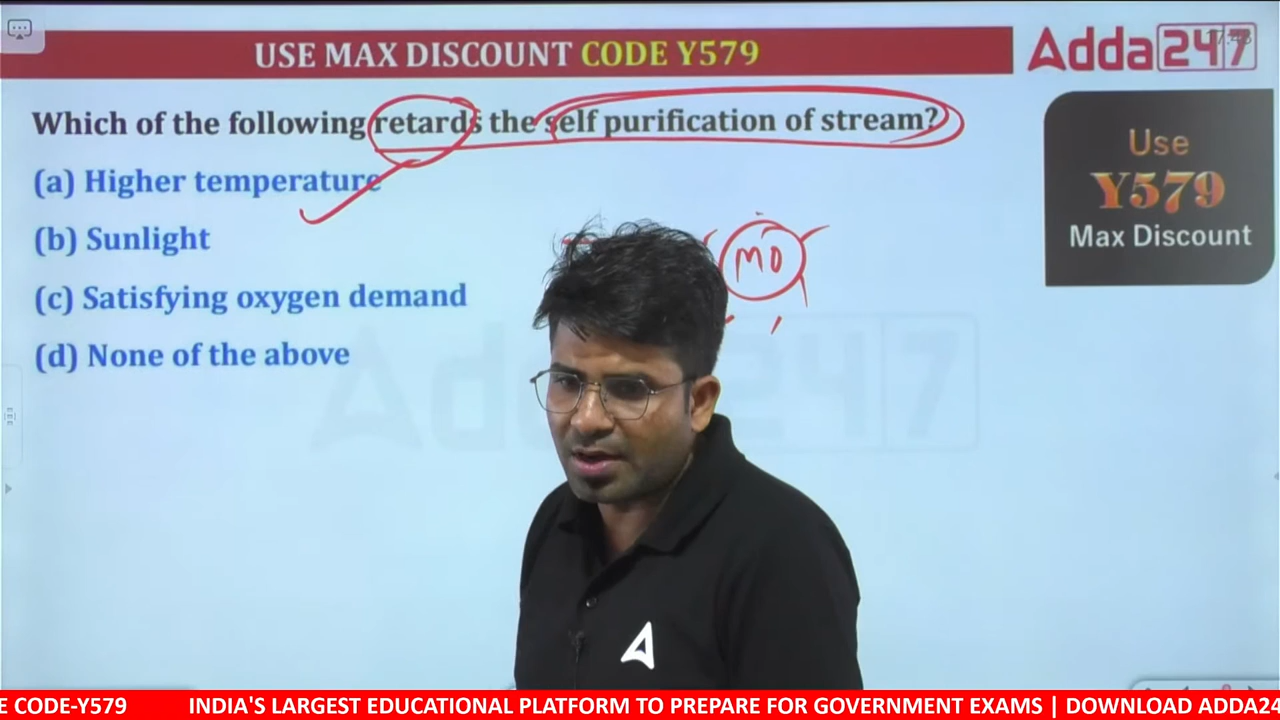 USE MAX DISCOUNT CODE Y579
Adda247
Which of the following retards the self purification of stream?
(a) Higher temperature
(b) Sunlight
(c) Satisfying oxygen demand
(d) None of the above
MO
Use
Y579
Max Discount
E CODE-Y579 INDIA'S LARGEST EDUCATIONAL PLATFORM TO PREPARE FOR GOVERNMENT EXAMS | DOWNLOAD ADDA24